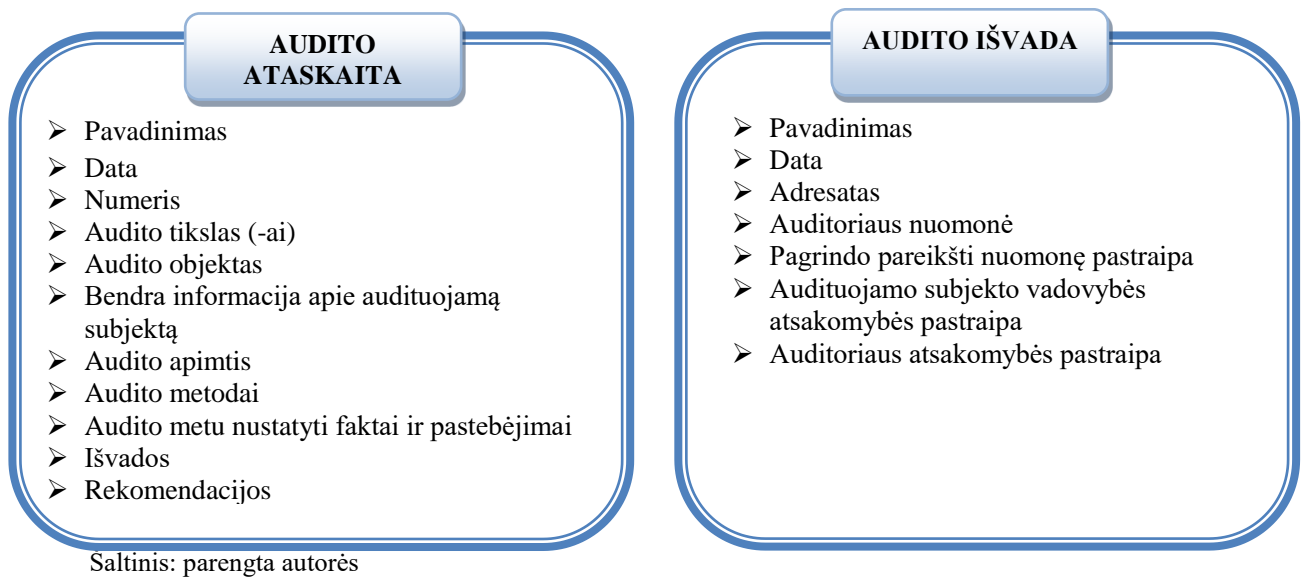 AUDITO
ATASKAITA
➢ Pavadinimas
➢ Data
➢ Numeris
➢ Audito tikslas (-ai)
➢ Audito objektas
➢ Bendra informacija apie audituojamą
subjektą
➢ Audito apimtis
➢ Audito metodai
➢ Audito metu nustatyti faktai ir pastebėjimai
➢ Išvados
➢ Rekomendacijos
AUDITO IŠVADA
➢ Pavadinimas
➢ Data
➢ Adresatas
➢ Auditoriaus nuomonė
➢ Pagrindo pareikšti nuomonę pastraipa
➢ Audituojamo subjekto vadovybės
atsakomybės pastraipa
➢ Auditoriaus atsakomybės pastraipa
Šaltinis: parengta autorės